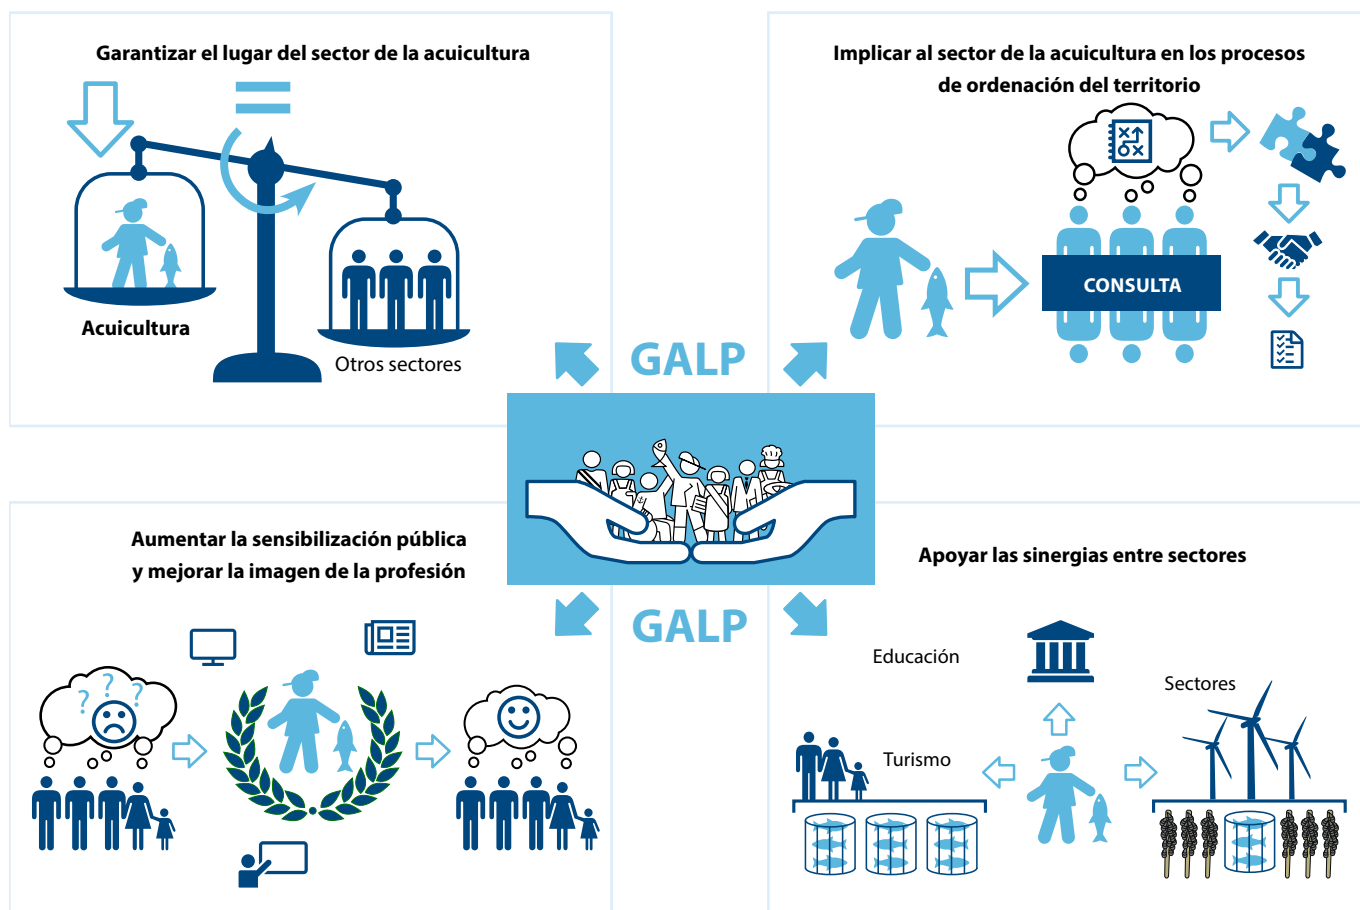 Garantizar el lugar del sector de la acuicultura
Acuicultura
Otros sectores
Implicar al sector de la acuicultura en los procesos
de ordenación del territorio
CONSULTA
GALP
GALP
Aumentar la sensibilización pública
y mejorar la imagen de la profesión
? ? ?
Apoyar las sinergias entre sectores
Educación
Sectores
Turismo